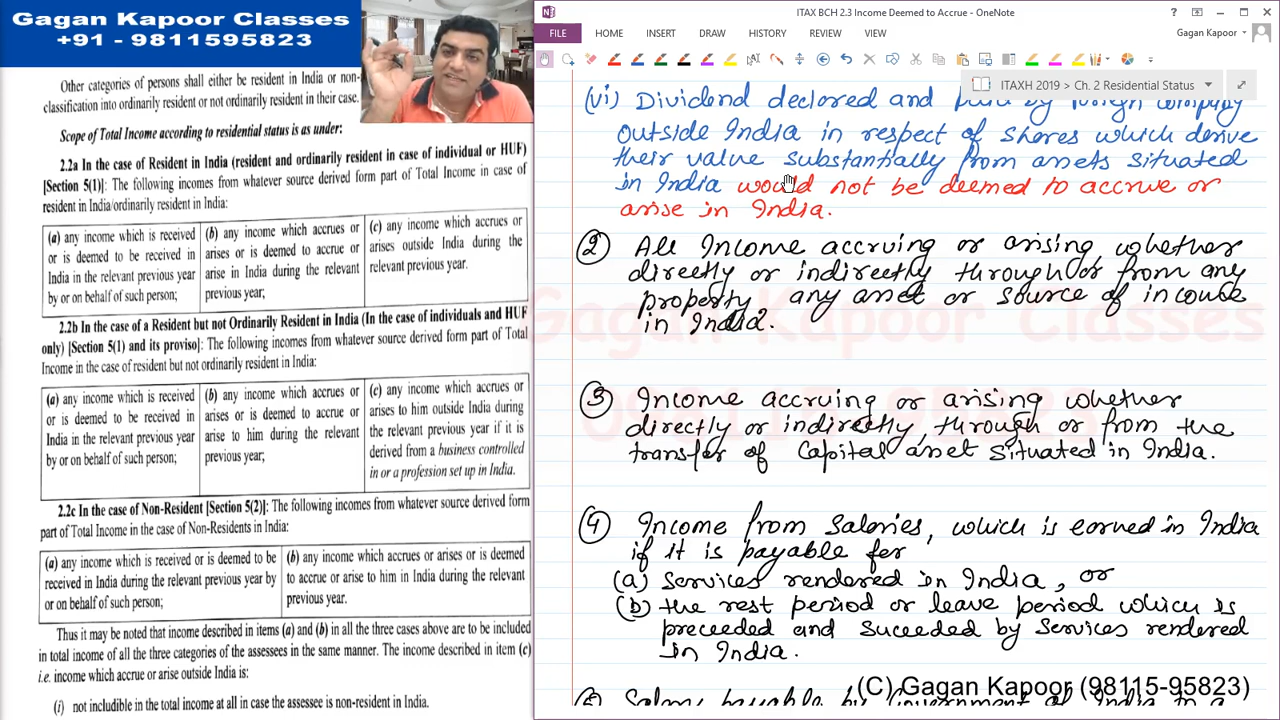 Gagan Kapoor Classes
+91 - 9811595823
Other categories of persons shall either be resident in India or non-
classification into ordinarily resident or not ordinarily resident in their case.
Scope of Total Income according to residential status is as under:
2.2a In the case of Resident in India (resident and ordinarily resident in case of individual or HUF)
[Section 5(1)]: The following incomes from whatever source derived form part of Total Income in case of
resident in India/ordinarily resident in India:
(a) any income which is received
or is deemed to be received in
India in the relevant previous year
by or on behalf of such person;
(b) any income which accrues or
arises or is deemed to accrue or
arise in India during the relevant
previous year;
(c) any income which accrues or
arises outside India during the
relevant previous year.
2.2b In the case of a Resident but not Ordinarily Resident in India (In the case of individuals and HUF
only) [Section 5(1) and its proviso]: The following incomes from whatever source derived form part of Total
Income in the case of resident but not ordinarily resident in India:
(a) any income which is received
or is deemed to be received in
India in the relevant previous year
by or on behalf of such person;
(b) any income which accrues or
arises or is deemed to accrue or
arise to him during the relevant
previous year;
(c) any income which accrues or
arises to him outside India during
the relevant previous year if it is
derived from a business controlled
in or a profession set up in India.
2.2c In the case of Non-Resident [Section 5(2)]: The following incomes from whatever source derived form
part of Total Income in the case of Non-Residents in India:
(a) any income which is received or is deemed to be
received in India during the relevant previous year by
or on behalf of such person;
(b) any income which accrues or arises or is deemed
to accrue or arise to him in India during the relevant
previous year.
Thus it may be noted that income described in items (a) and (b) in all the three cases above are to be included
in total income of all the three categories of the assessees in the same manner. The income described in item (c)
i.e. income which accrue or arise outside India is:
(i) not includible in the total income at all in case the assessee is non-resident in India.
ITAX BCH 2.3 Income Deemed to Accrue - OneNote
FILE HOME INSERT DRAW HISTORY REVIEW VIEW
Gagan Kapoor
ITAXH 2019 > Ch. 2 Residential Status
(vi) Dividend declared and paid by foreign company
outside India in respect of shares which derive
their value substantially from assets situated
in India would not be deemed to accrue or
arise in India.
2 All Income accruing or arising whether
directly or indirectly through or from any
property, any asset or source of income
in India.
3 Income accruing or arising whether
directly or indirectly, through or from the
transfer of Capital asset situated in India.
4 Income from salaries, which is earned in India
if it is payable for
(a) Services rendered in India, or
(b) the rest period or leave period which is
preceeded and suceeded by services rendered
in India.
5 Salary payable by Government of India to a
Gagan Kapoor Classes
(C) Gagan Kapoor (98115-95823)